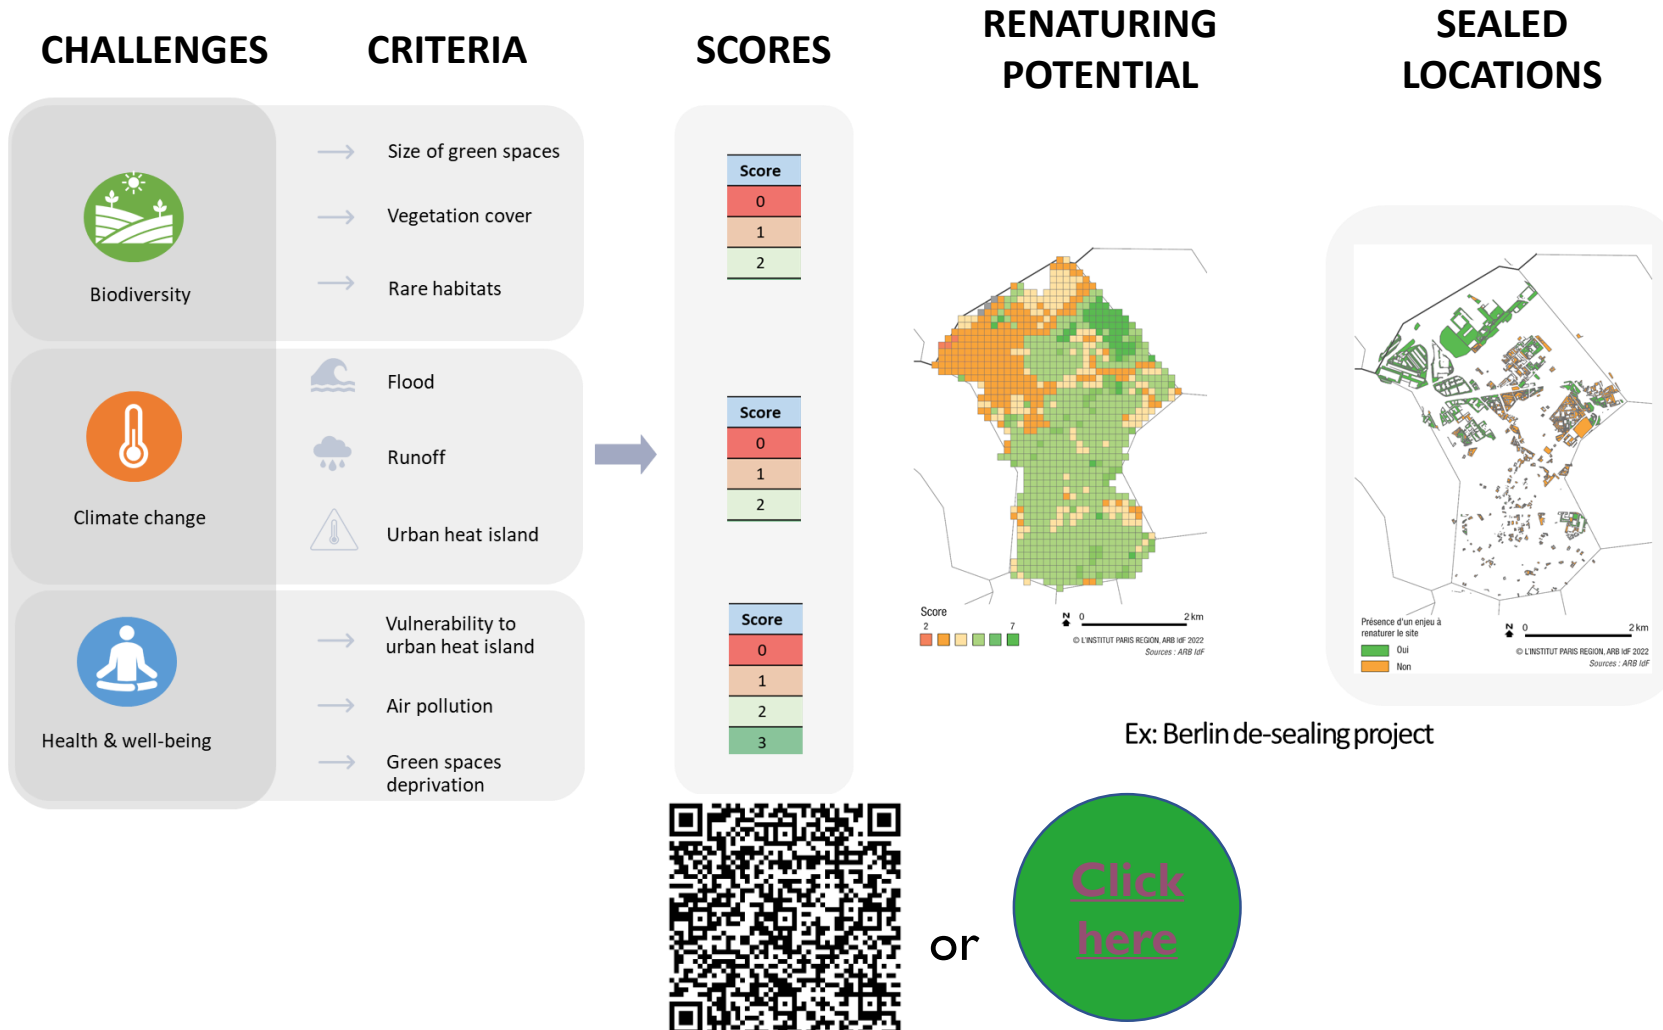 CHALLENGES
CRITERIA
SCORES
RENATURING
POTENTIAL
SEALED
LOCATIONS
Biodiversity
Size of green spaces
Vegetation cover
Rare habitats
Climate change
Flood
Runoff
Urban heat island
Health & well-being
Vulnerability to
urban heat island
Air pollution
Green spaces
deprivation
Score
0
1
2
Score
0
1
2
Score
0
1
2
3
Score
2 7
N 0 2 km
© L'INSTITUT PARIS REGION, ARB IdF 2022
Sources : ARB IdF
Présence d'un enjeu à
renaturer le site
Oui
Non
N 0 2 km
© L'INSTITUT PARIS REGION, ARB IdF 2022
Sources : ARB IdF
Ex: Berlin de-sealing project
or
Click
here